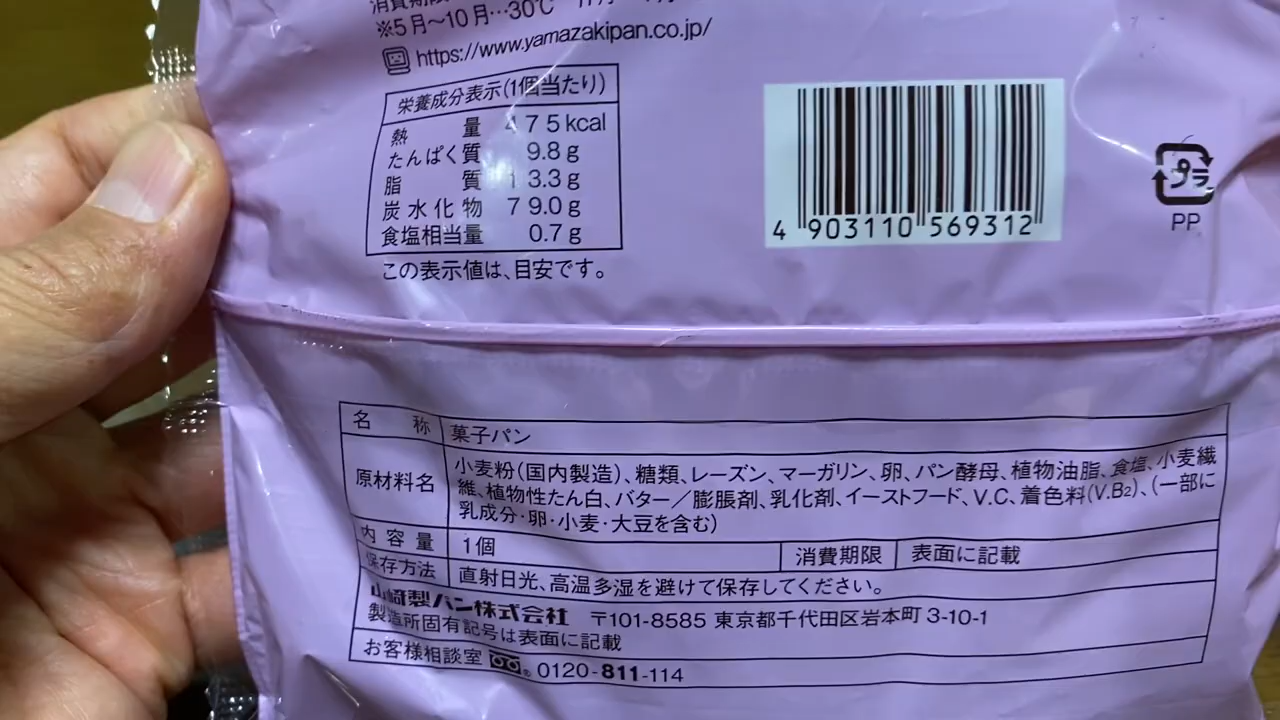 消費期限
※5月〜10月…30℃
https://www.yamazakipan.co.jp/
栄養成分表示(1個当たり)
熱量 475kcal
たんぱく質 9.8g
脂質 13.3g
炭水化物 79.0g
食塩相当量 0.7g
この表示値は、目安です。
4 903110 569312
プラ
PP
名称 菓子パン
原材料名 小麦粉(国内製造)、糖類、レーズン、マーガリン、卵、パン酵母、植物油脂、食塩、小麦繊
維、植物性たん白、バター／膨脹剤、乳化剤、イーストフード、V.C、着色料(V.B2)、(一部に
乳成分・卵・小麦・大豆を含む)
内容量 1個 消費期限 表面に記載
保存方法 直射日光、高温多湿を避けて保存してください。
山崎製パン株式会社 〒101-8585 東京都千代田区岩本町3-10-1
製造所固有記号は表面に記載
お客様相談室 0120-811-114